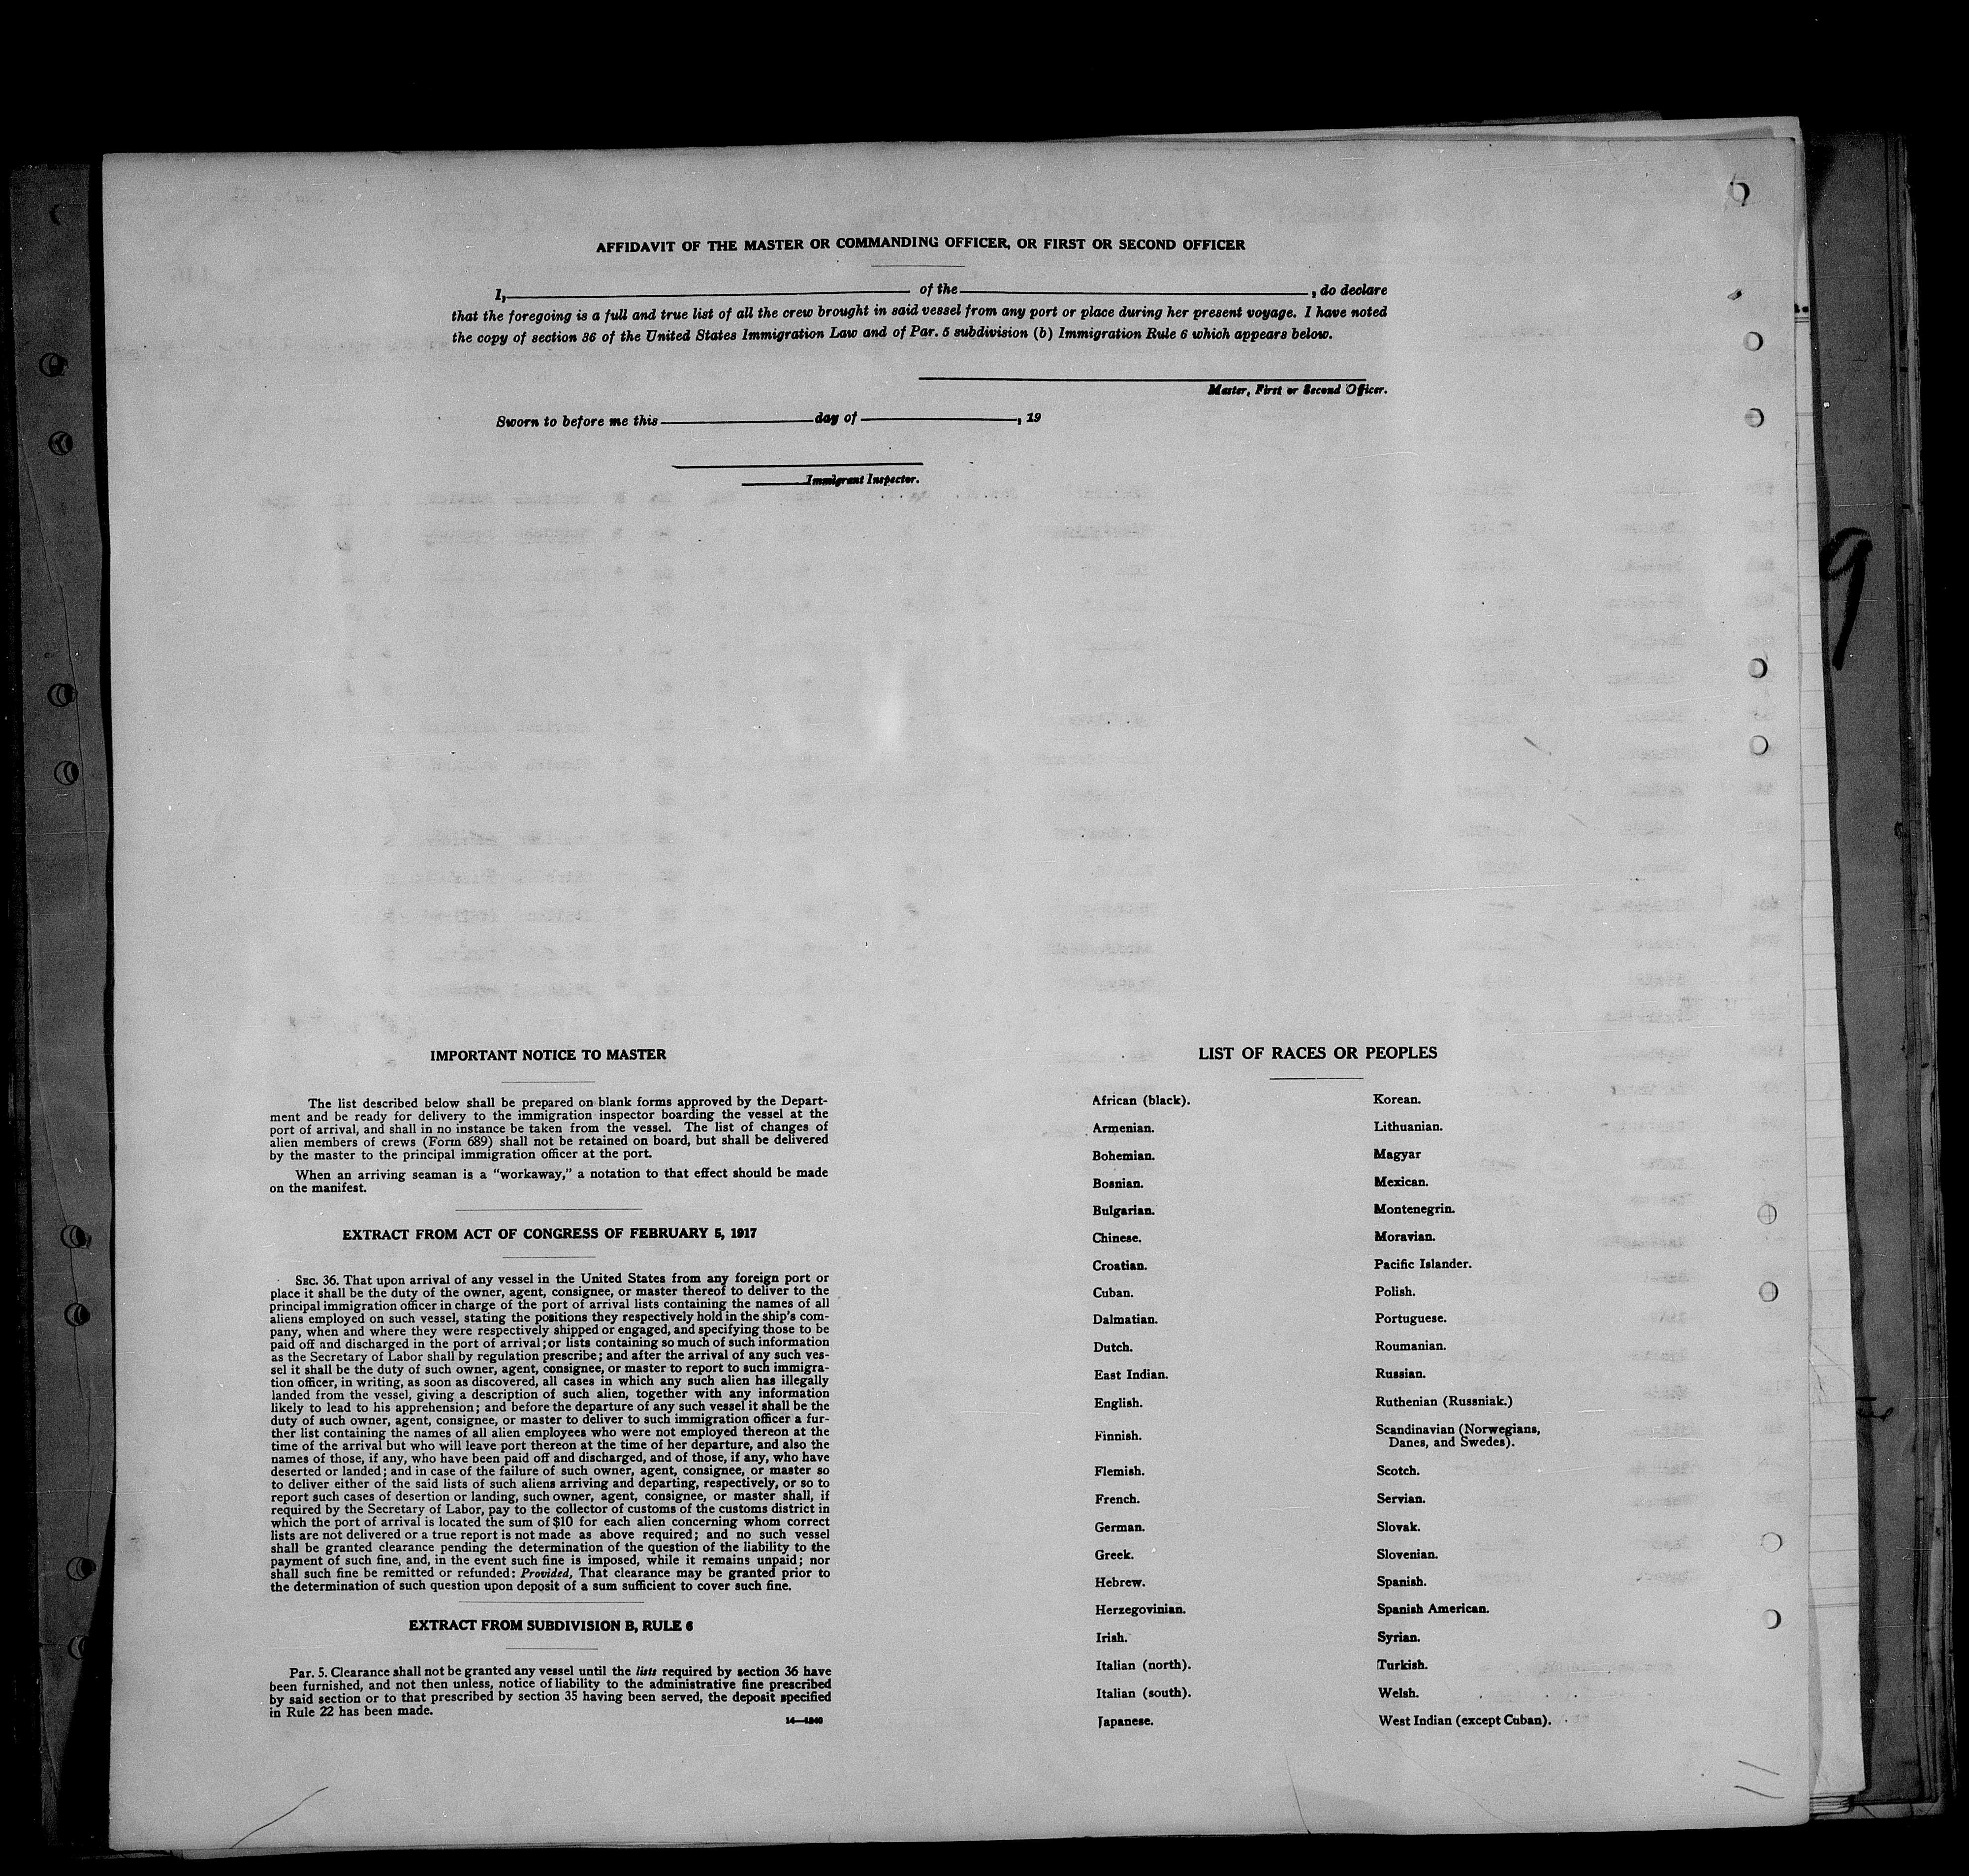 AFFIDAVIT OF THE MASTER OR COMMANDING OFFICER, OR FIRST OR SECOND OFFICER
I, of the , do declare
that the foregoing is a full and true list of all the crew brought in said vessel from any port or place during her present voyage. I have noted
the copy of section 36 of the United States Immigration Law and of Par. 5 subdivision (b) Immigration Rule 6 which appears below.
Master, First or Second Officer.
Sworn to before me this day of , 19
Immigrant Inspector.
9
IMPORTANT NOTICE TO MASTER
The list described below shall be prepared on blank forms approved by the Depart-
ment and be ready for delivery to the immigration inspector boarding the vessel at the
port of arrival, and shall in no instance be taken from the vessel. The list of changes of
alien members of crews (Form 689) shall not be retained on board, but shall be delivered
by the master to the principal immigration officer at the port.
When an arriving seaman is a "workaway," a notation to that effect should be made
on the manifest.
EXTRACT FROM ACT OF CONGRESS OF FEBRUARY 5, 1917
SEC. 36. That upon arrival of any vessel in the United States from any foreign port or
place it shall be the duty of the owner, agent, consignee, or master thereof to deliver to the
principal immigration officer in charge of the port of arrival lists containing the names of all
aliens employed on such vessel, stating the positions they respectively hold in the ship's com-
pany, when and where they were respectively shipped or engaged, and specifying those to be
paid off and discharged in the port of arrival; or lists containing so much of such information
as the Secretary of Labor shall by regulation prescribe; and after the arrival of any such ves-
sel it shall be the duty of such owner, agent, consignee, or master to report to such immigra-
tion officer, in writing, as soon as discovered, all cases in which any such alien has illegally
landed from the vessel, giving a description of such alien, together with any information
likely to lead to his apprehension; and before the departure of any such vessel it shall be the
duty of such owner, agent, consignee, or master to deliver to such immigration officer a fur-
ther list containing the names of all alien employees who were not employed thereon at the
time of the arrival but who will leave port thereon at the time of her departure, and also the
names of those, if any, who have been paid off and discharged, and of those, if any, who have
deserted or landed; and in case of the failure of such owner, agent, consignee, or master so
to deliver either of the said lists of such aliens arriving and departing, respectively, or so to
report such cases of desertion or landing, such owner, agent, consignee, or master shall, if
required by the Secretary of Labor, pay to the collector of customs of the customs district in
which the port of arrival is located the sum of $10 for each alien concerning whom correct
lists are not delivered or a true report is not made as above required; and no such vessel
shall be granted clearance pending the determination of the question of the liability to the
payment of such fine, and, in the event such fine is imposed, while it remains unpaid; nor
shall such fine be remitted or refunded: Provided, That clearance may be granted prior to
the determination of such question upon deposit of a sum sufficient to cover such fine.
EXTRACT FROM SUBDIVISION B, RULE 6
Par. 5. Clearance shall not be granted any vessel until the lists required by section 36 have
been furnished, and not then unless, notice of liability to the administrative fine prescribed
by said section or to that prescribed by section 35 having been served, the deposit specified
in Rule 22 has been made.
LIST OF RACES OR PEOPLES
African (black).
Armenian.
Bohemian.
Bosnian.
Bulgarian.
Chinese.
Croatian.
Cuban.
Dalmatian.
Dutch.
East Indian.
English.
Finnish.
Flemish.
French.
German.
Greek.
Hebrew.
Herzegovinian.
Irish.
Italian (north).
Italian (south).
Japanese.
Korean.
Lithuanian.
Magyar
Mexican.
Montenegrin.
Moravian.
Pacific Islander.
Polish.
Portuguese.
Roumanian.
Russian.
Ruthenian (Russniak.)
Scandinavian (Norwegians,
Danes, and Swedes).
Scotch.
Servian.
Slovak.
Slovenian.
Spanish.
Spanish American.
Syrian.
Turkish.
Welsh.
West Indian (except Cuban).